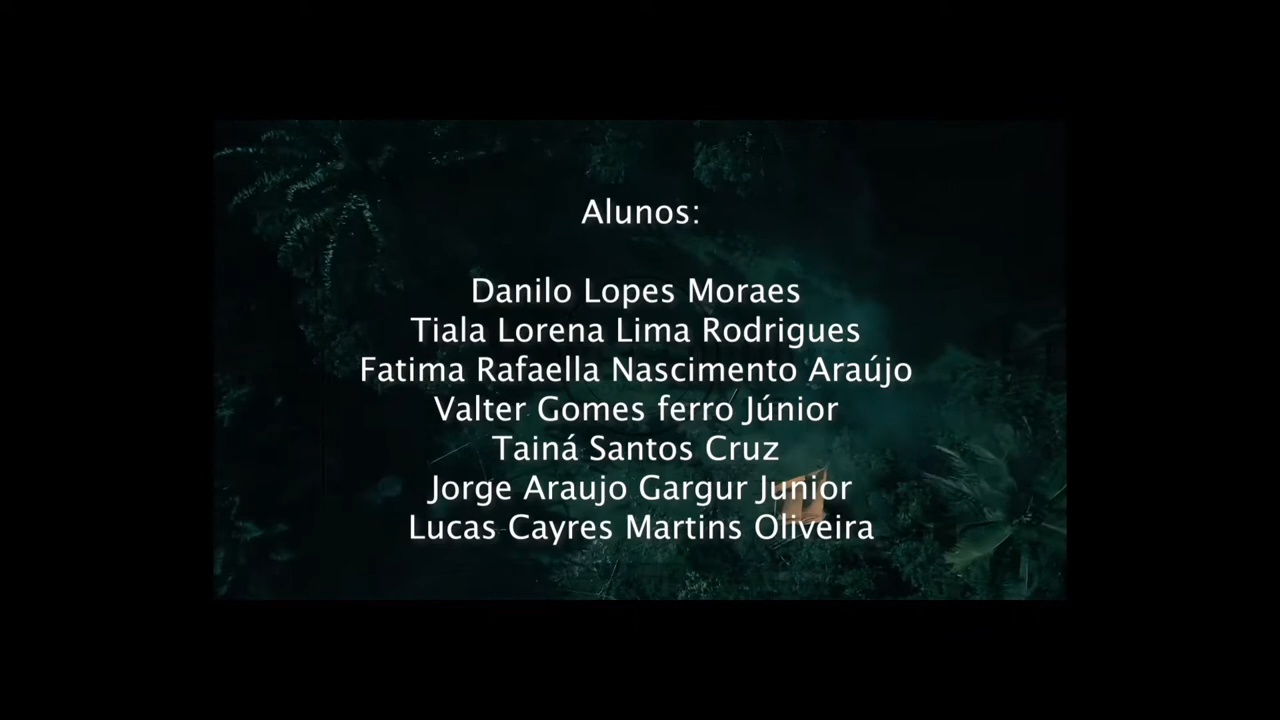 Alunos:
Danilo Lopes Moraes
Tiala Lorena Lima Rodrigues
Fatima Rafaella Nascimento Araújo
Valter Gomes ferro Júnior
Tainá Santos Cruz
Jorge Araujo Gargur Junior
Lucas Cayres Martins Oliveira